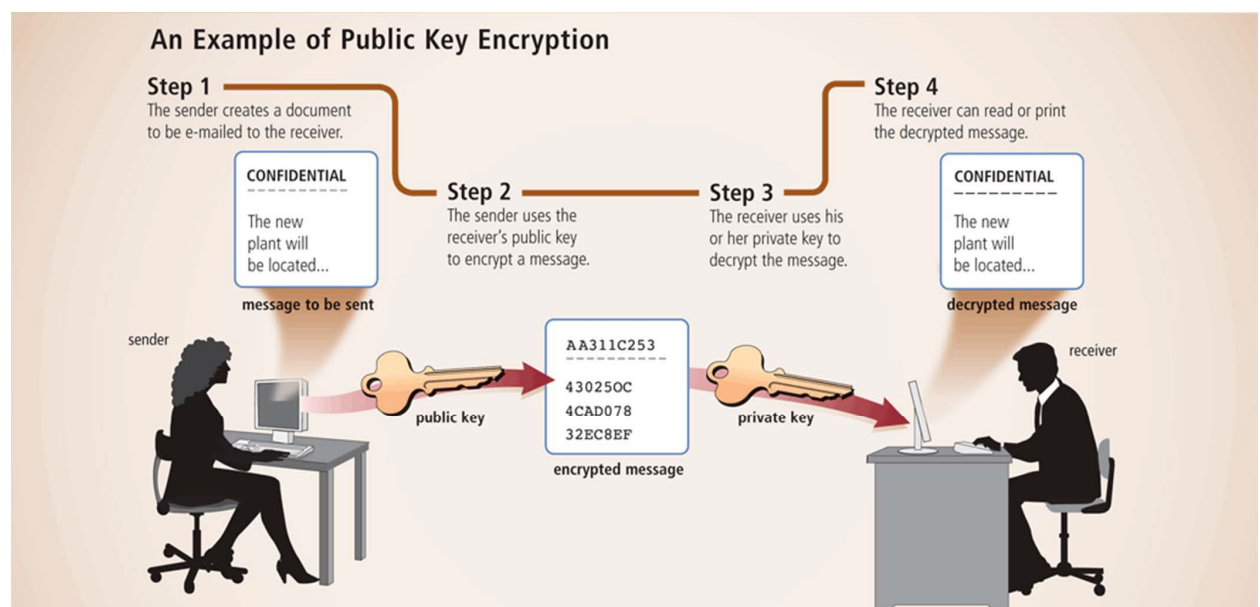 An Example of Public Key Encryption
Step 1
The sender creates a document
to be e-mailed to the receiver.
CONFIDENTIAL
The new
plant will
be located...
message to be sent
Step 2
The sender uses the
receiver's public key
to encrypt a message.
Step 3
The receiver uses his
or her private key to
decrypt the message.
Step 4
The receiver can read or print
the decrypted message.
CONFIDENTIAL
The new
plant will
be located...
decrypted message
sender
public key
AA311C253
43025OC
4CAD078
32EC8EF
encrypted message
private key
receiver